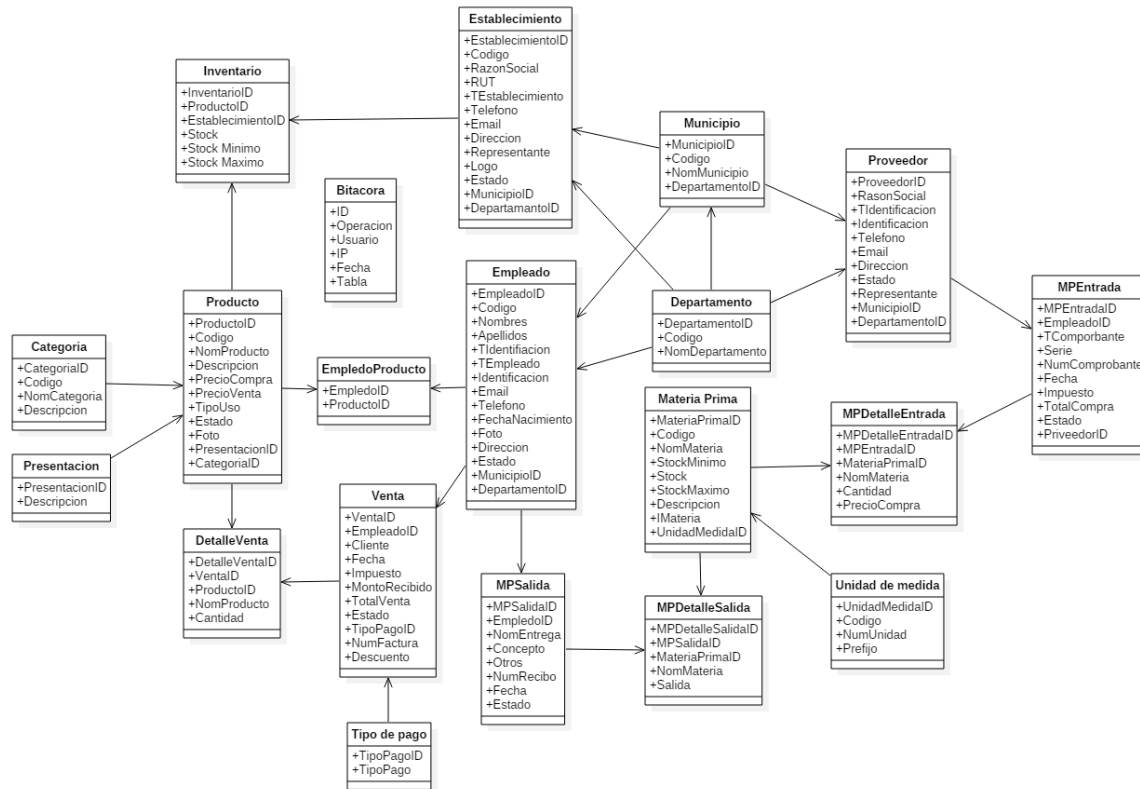 Establecimiento
+EstablecimientoID
+Codigo
+RazonSocial
+RUT
+TEstablecimiento
+Telefono
+Email
+Direccion
+Representante
+Logo
+Estado
+MunicipioID
+DepartamantoID
Inventario
+InventarioID
+ProductoID
+EstablecimientoID
+Stock
+Stock Minimo
+Stock Maximo
Municipio
+MunicipioID
+Codigo
+NomMunicipio
+DepartamentoID
Proveedor
+ProveedorID
+RasonSocial
+TIdentificacion
+Identificacion
+Telefono
+Email
+Direccion
+Estado
+Representante
+MunicipioID
+DepartamentoID
Bitacora
+ID
+Operacion
+Usuario
+IP
+Fecha
+Tabla
Empleado
+EmpleadoID
+Codigo
+Nombres
+Apellidos
+TIdentifiacion
+TEmpleado
+Identificacion
+Email
+Telefono
+FechaNacimiento
+Foto
+Direccion
+Estado
+MunicipioID
+DepartamentoID
MPEntrada
+MPEntradaID
+EmpleadoID
+TComporbante
+Serie
+NumComprobante
+Fecha
+Impuesto
+TotalCompra
+Estado
+PriveedorID
Producto
+ProductoID
+Codigo
+NomProducto
+Descripcion
+PrecioCompra
+PrecioVenta
+TipoUso
+Estado
+Foto
+PresentacionID
+CategoriaID
Departamento
+DepartamentoID
+Codigo
+NomDepartamento
Categoria
+CategoriaID
+Codigo
+NomCategoria
+Descripcion
EmpledoProducto
+EmpledoID
+ProductoID
Materia Prima
+MateriaPrimaID
+Codigo
+NomMateria
+StockMinimo
+Stock
+StockMaximo
+Descripcion
+IMateria
+UnidadMedidaID
MPDetalleEntrada
+MPDetalleEntradaID
+MPEntradaID
+MateriaPrimaID
+NomMateria
+Cantidad
+PrecioCompra
Presentacion
+PresentacionID
+Descripcion
Venta
+VentaID
+EmpleadoID
+Cliente
+Fecha
+Impuesto
+MontoRecibido
+TotalVenta
+Estado
+TipoPagoID
+NumFactura
+Descuento
DetalleVenta
+DetalleVentaID
+VentaID
+ProductoID
+NomProducto
+Cantidad
MPSalida
+MPSalidaID
+EmpledoID
+NomEntrega
+Concepto
+Otros
+NumRecibo
+Fecha
+Estado
MPDetalleSalida
+MPDetalleSalidaID
+MPSalidaID
+MateriaPrimaID
+NomMateria
+Salida
Unidad de medida
+UnidadMedidaID
+Codigo
+NumUnidad
+Prefijo
Tipo de pago
+TipoPagoID
+TipoPago